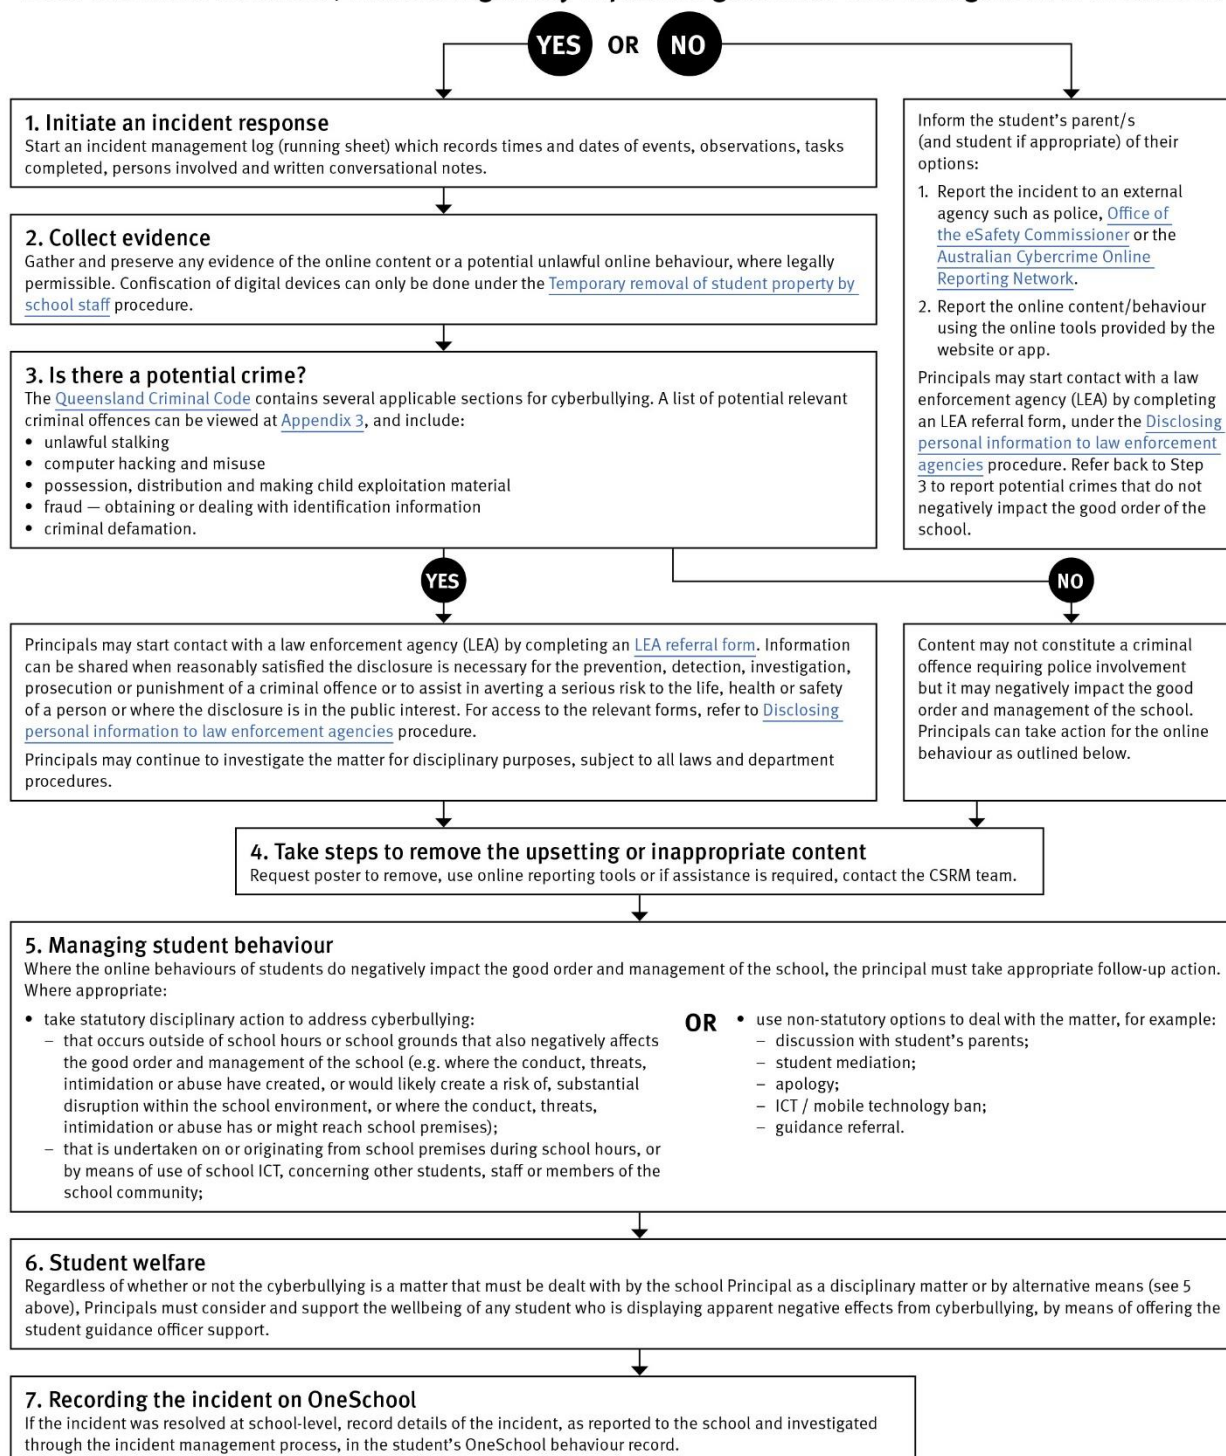 YES OR NO
1. Initiate an incident response
Start an incident management log (running sheet) which records times and dates of events, observations, tasks
completed, persons involved and written conversational notes.
2. Collect evidence
Gather and preserve any evidence of the online content or a potential unlawful online behaviour, where legally
permissible. Confiscation of digital devices can only be done under the Temporary removal of student property by
school staff procedure.
3. Is there a potential crime?
The Queensland Criminal Code contains several applicable sections for cyberbullying. A list of potential relevant
criminal offences can be viewed at Appendix 3, and include:
• unlawful stalking
• computer hacking and misuse
• possession, distribution and making child exploitation material
• fraud — obtaining or dealing with identification information
• criminal defamation.
Inform the student's parent/s
(and student if appropriate) of their
options:
1. Report the incident to an external
agency such as police, Office of
the eSafety Commissioner or the
Australian Cybercrime Online
Reporting Network.
2. Report the online content/behaviour
using the online tools provided by the
website or app.
Principals may start contact with a law
enforcement agency (LEA) by completing
an LEA referral form, under the Disclosing
personal information to law enforcement
agencies procedure. Refer back to Step
3 to report potential crimes that do not
negatively impact the good order of the
school.
YES
NO
Principals may start contact with a law enforcement agency (LEA) by completing an LEA referral form. Information
can be shared when reasonably satisfied the disclosure is necessary for the prevention, detection, investigation,
prosecution or punishment of a criminal offence or to assist in averting a serious risk to the life, health or safety
of a person or where the disclosure is in the public interest. For access to the relevant forms, refer to Disclosing
personal information to law enforcement agencies procedure.
Principals may continue to investigate the matter for disciplinary purposes, subject to all laws and department
procedures.
Content may not constitute a criminal
offence requiring police involvement
but it may negatively impact the good
order and management of the school.
Principals can take action for the online
behaviour as outlined below.
4. Take steps to remove the upsetting or inappropriate content
Request poster to remove, use online reporting tools or if assistance is required, contact the CSRM team.
5. Managing student behaviour
Where the online behaviours of students do negatively impact the good order and management of the school, the principal must take appropriate follow-up action.
Where appropriate:
• take statutory disciplinary action to address cyberbullying:
– that occurs outside of school hours or school grounds that also negatively affects
the good order and management of the school (e.g. where the conduct, threats,
intimidation or abuse have created, or would likely create a risk of, substantial
disruption within the school environment, or where the conduct, threats,
intimidation or abuse has or might reach school premises);
– that is undertaken on or originating from school premises during school hours, or
by means of use of school ICT, concerning other students, staff or members of the
school community;
OR
• use non-statutory options to deal with the matter, for example:
– discussion with student's parents;
– student mediation;
– apology;
– ICT / mobile technology ban;
– guidance referral.
6. Student welfare
Regardless of whether or not the cyberbullying is a matter that must be dealt with by the school Principal as a disciplinary matter or by alternative means (see 5
above), Principals must consider and support the wellbeing of any student who is displaying apparent negative effects from cyberbullying, by means of offering the
student guidance officer support.
7. Recording the incident on OneSchool
If the incident was resolved at school-level, record details of the incident, as reported to the school and investigated
through the incident management process, in the student's OneSchool behaviour record.